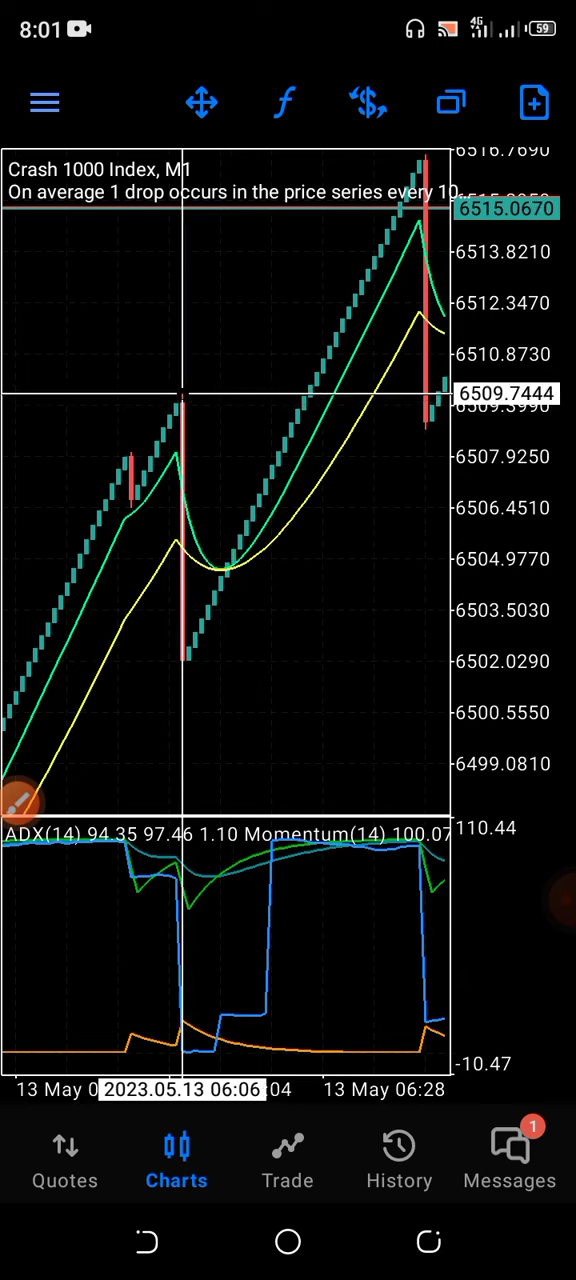 8:01
4G
59
6516.7690
Crash 1000 Index, M1
On average 1 drop occurs in the price series every 10...
6515.0670
6513.8210
6512.3470
6510.8730
6509.7444
6509.3990
6507.9250
6506.4510
6504.9770
6503.5030
6502.0290
6500.5550
6499.0810
ADX(14) 94.35 97.46 1.10 Momentum(14) 100.07
110.44
-10.47
13 May 0
2023.05.13 06:06
:04
13 May 06:28
1
Quotes
Charts
Trade
History
Messages